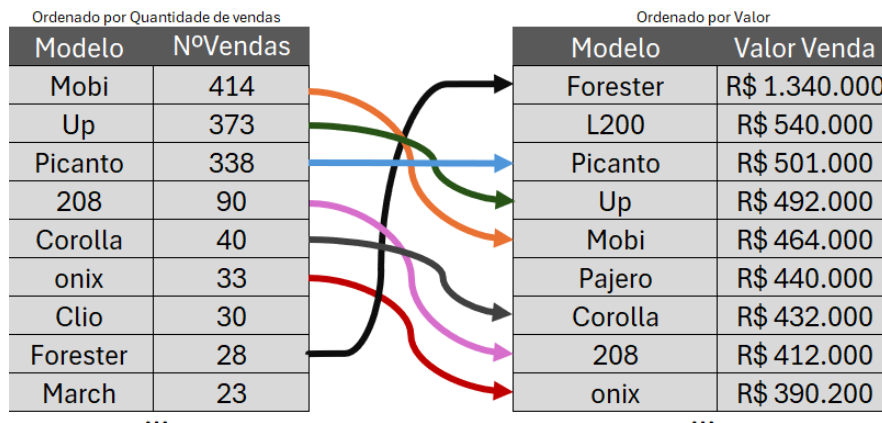 Ordenado por Quantidade de vendas
Modelo NºVendas
Mobi 414
Up 373
Picanto 338
208 90
Corolla 40
onix 33
Clio 30
Forester 28
March 23
...
Ordenado por Valor
Modelo Valor Venda
Forester R$ 1.340.000
L200 R$ 540.000
Picanto R$ 501.000
Up R$ 492.000
Mobi R$ 464.000
Pajero R$ 440.000
Corolla R$ 432.000
208 R$ 412.000
onix R$ 390.200
...